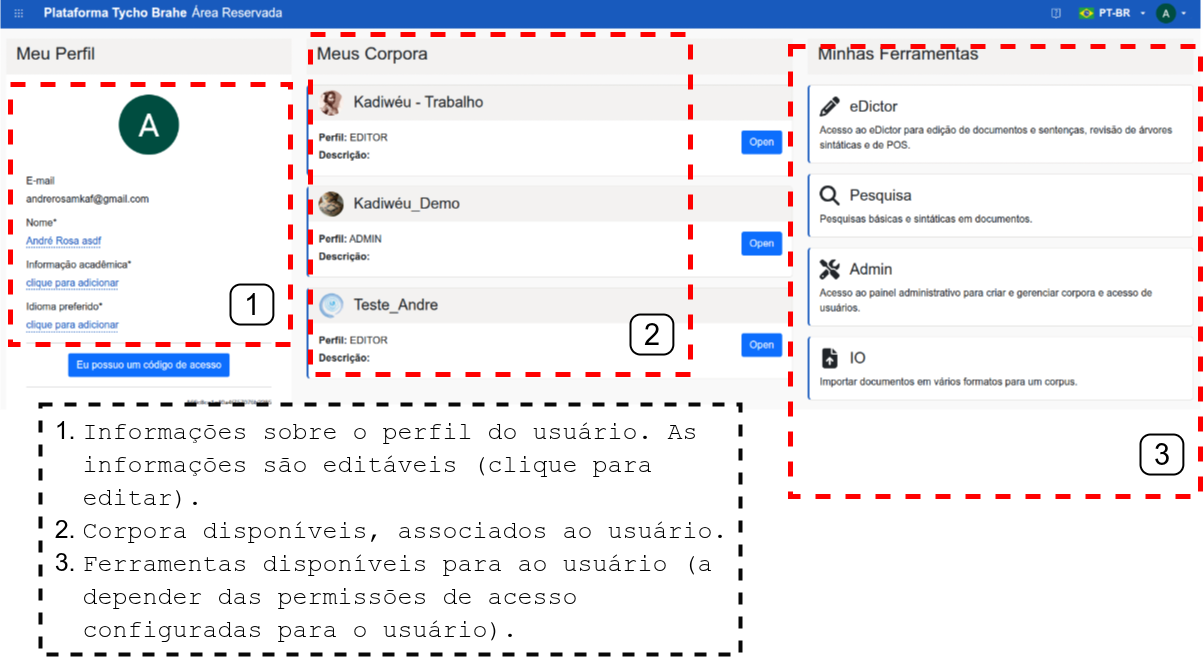 Plataforma Tycho Brahe Área Reservada
PT-BR
A
Meu Perfil
A
E-mail
andrerosamkaf@gmail.com
Nome*
André Rosa asdf
Informação acadêmica*
clique para adicionar
Idioma preferido*
clique para adicionar
1
Eu possuo um código de acesso
Meus Corpora
Kadiwéu - Trabalho
Perfil: EDITOR
Descrição:
Open
Kadiwéu_Demo
Perfil: ADMIN
Descrição:
Open
Teste_Andre
Perfil: EDITOR
Descrição:
Open
2
Minhas Ferramentas
eDictor
Acesso ao eDictor para edição de documentos e sentenças, revisão de árvores
sintáticas e de POS.
Pesquisa
Pesquisas básicas e sintáticas em documentos.
Admin
Acesso ao painel administrativo para criar e gerenciar corpora e acesso de
usuários.
IO
Importar documentos em vários formatos para um corpus.
3
1. Informações sobre o perfil do usuário. As
informações são editáveis (clique para
editar).
2. Corpora disponíveis, associados ao usuário.
3. Ferramentas disponíveis para ao usuário (a
depender das permissões de acesso
configuradas para o usuário).